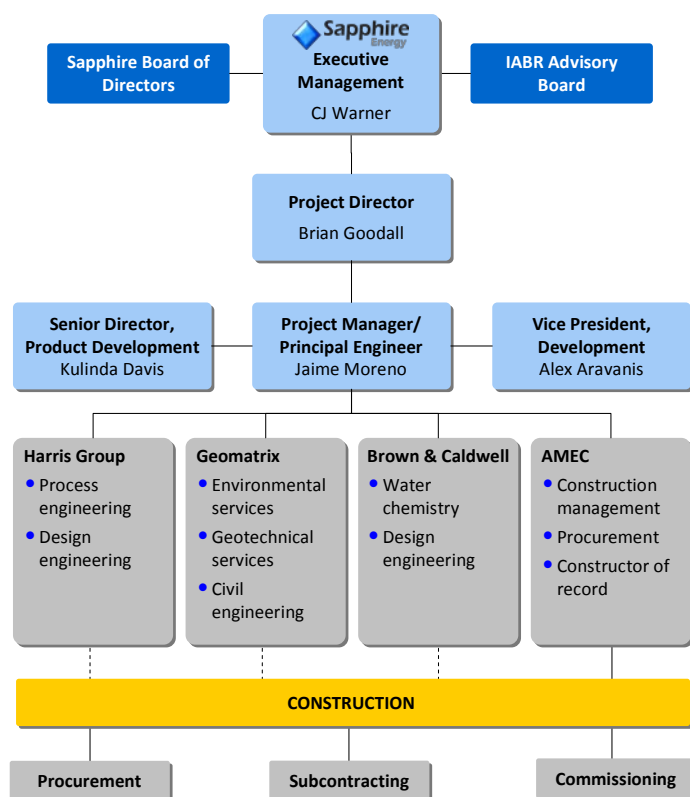 Sapphire
Energy
Executive
Management
CJ Warner
Sapphire Board of
Directors
IABR Advisory
Board
Project Director
Brian Goodall
Senior Director,
Product Development
Kulinda Davis
Project Manager/
Principal Engineer
Jaime Moreno
Vice President,
Development
Alex Aravanis
Harris Group
• Process
engineering
• Design
engineering
Geomatrix
• Environmental
services
• Geotechnical
services
• Civil
engineering
Brown & Caldwell
• Water
chemistry
• Design
engineering
AMEC
• Construction
management
• Procurement
• Constructor of
record
CONSTRUCTION
Procurement
Subcontracting
Commissioning